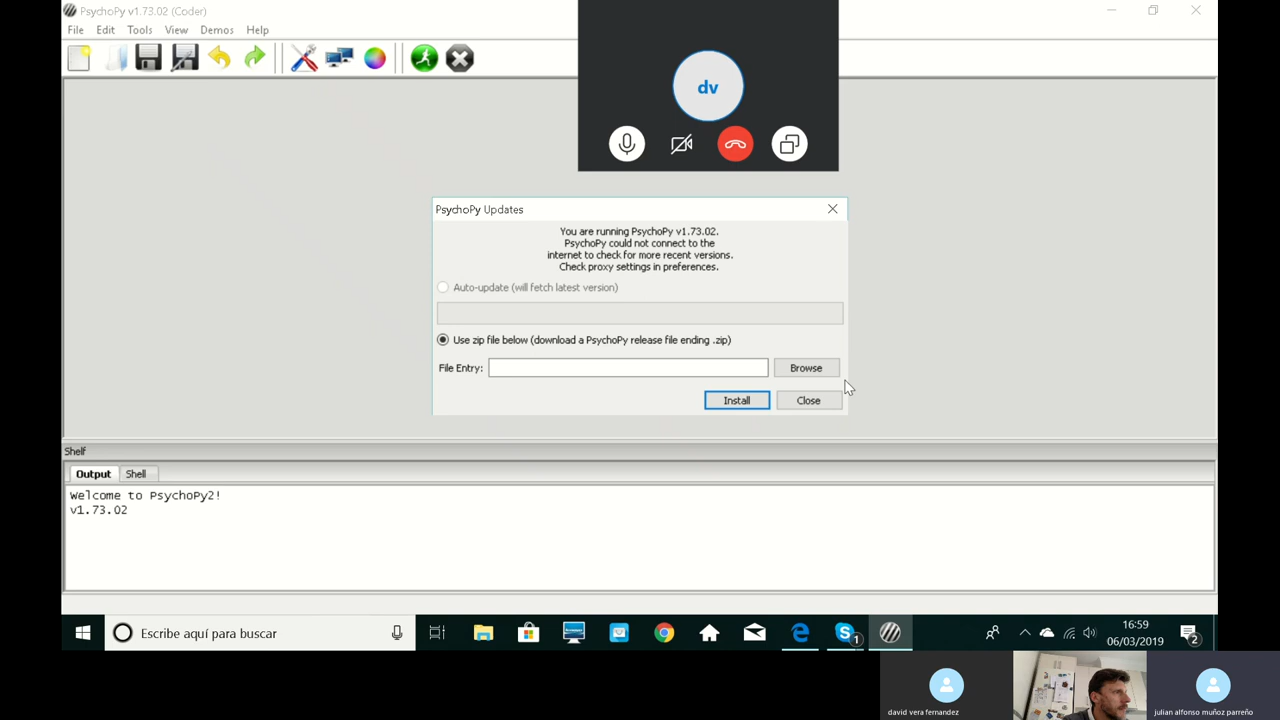 PsychoPy v1.73.02 (Coder)
File Edit Tools View Demos Help
dv
PsychoPy Updates
You are running PsychoPy v1.73.02.
PsychoPy could not connect to the
internet to check for more recent versions.
Check proxy settings in preferences.
Auto-update (will fetch latest version)
Use zip file below (download a PsychoPy release file ending .zip)
File Entry:
Browse
Install
Close
Shelf
Output Shell
Welcome to PsychoPy2!
v1.73.02
Escribe aquí para buscar
1
16:59
06/03/2019
2
david vera fernandez
julian alfonso muñoz parreño